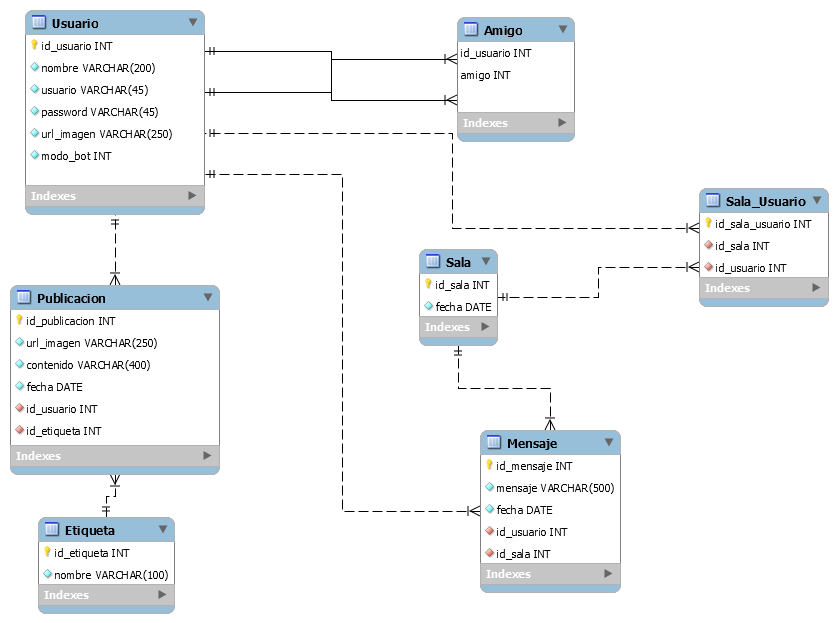 Usuario
id_usuario INT
nombre VARCHAR(200)
usuario VARCHAR(45)
password VARCHAR(45)
url_imagen VARCHAR(250)
modo_bot INT
Indexes
Amigo
id_usuario INT
amigo INT
Indexes
Sala_Usuario
id_sala_usuario INT
id_sala INT
id_usuario INT
Indexes
Sala
id_sala INT
fecha DATE
Indexes
Publicacion
id_publicacion INT
url_imagen VARCHAR(250)
contenido VARCHAR(400)
fecha DATE
id_usuario INT
id_etiqueta INT
Indexes
Mensaje
id_mensaje INT
mensaje VARCHAR(500)
fecha DATE
id_usuario INT
id_sala INT
Indexes
Etiqueta
id_etiqueta INT
nombre VARCHAR(100)
Indexes